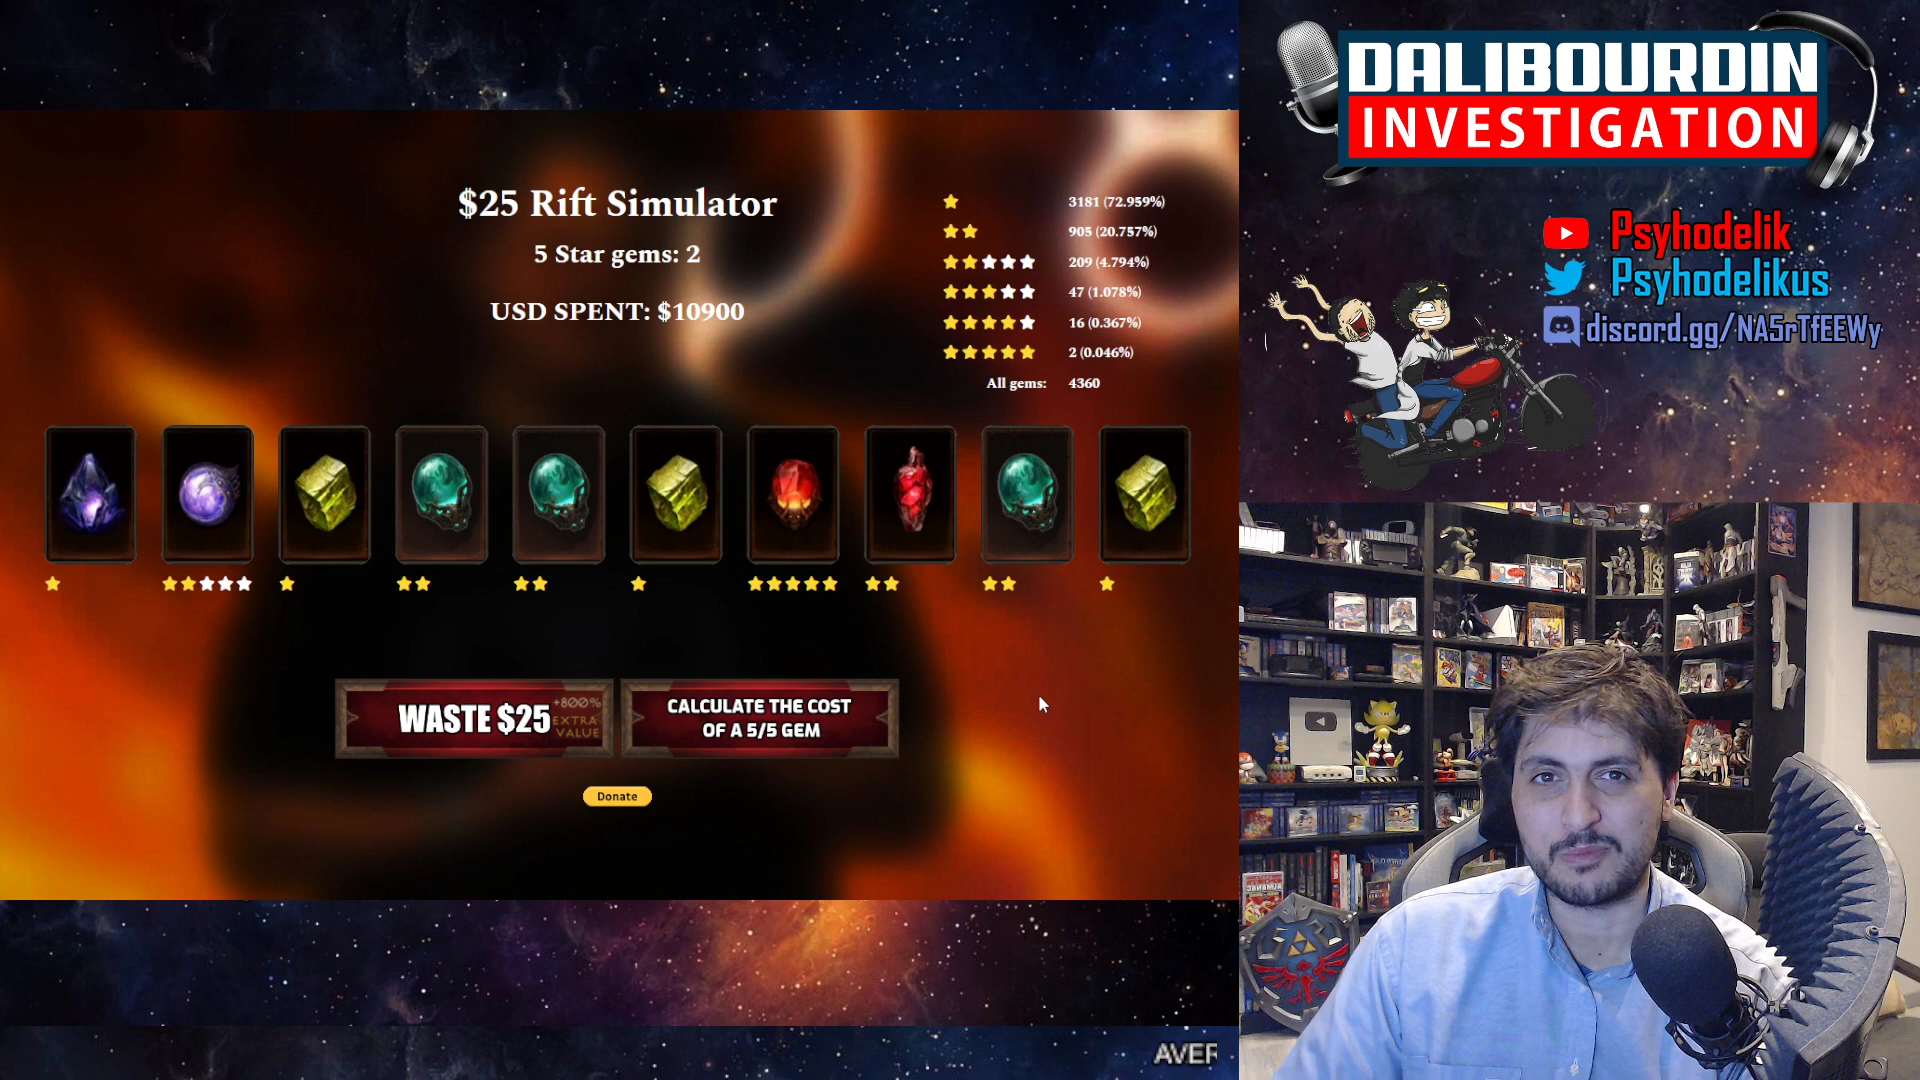 $25 Rift Simulator
5 Star gems: 2
USD SPENT: $10900
3181 (72.959%)
905 (20.757%)
209 (4.794%)
47 (1.078%)
16 (0.367%)
2 (0.046%)
All gems: 4360
WASTE $25
+800%
EXTRA
VALUE
CALCULATE THE COST
OF A 5/5 GEM
Donate
AVER
DALIBOURDIN
INVESTIGATION
Psyhodelik
Psyhodelikus
discord.gg/NA5rTfEEWy